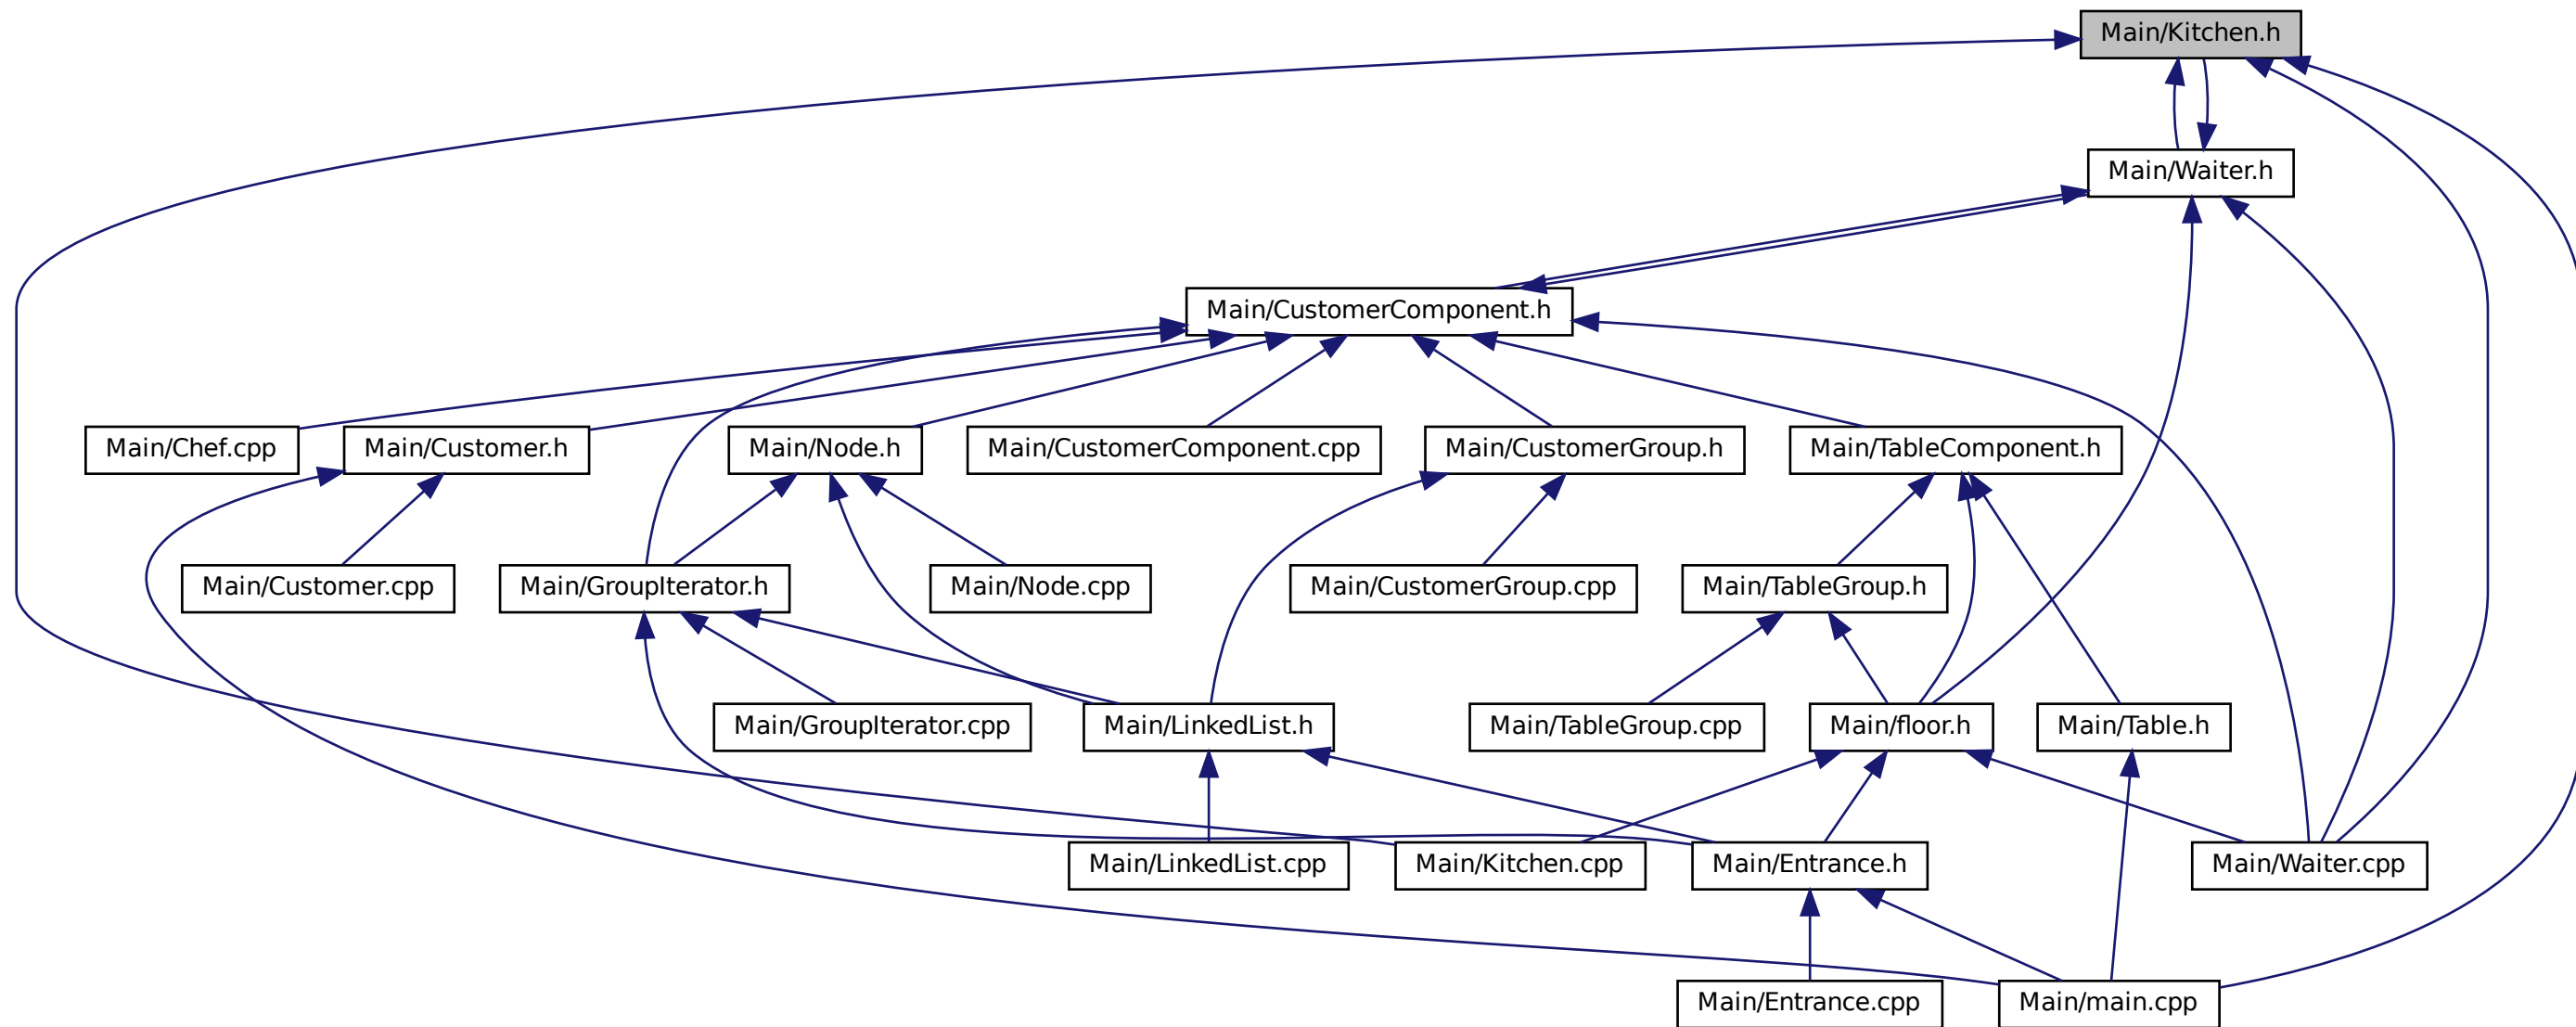 Main/Kitchen.h
Main/Waiter.h
Main/CustomerComponent.h
Main/Chef.cpp
Main/Customer.h
Main/Node.h
Main/CustomerComponent.cpp
Main/CustomerGroup.h
Main/TableComponent.h
Main/Customer.cpp
Main/GroupIterator.h
Main/Node.cpp
Main/CustomerGroup.cpp
Main/TableGroup.h
Main/GroupIterator.cpp
Main/LinkedList.h
Main/TableGroup.cpp
Main/floor.h
Main/Table.h
Main/LinkedList.cpp
Main/Kitchen.cpp
Main/Entrance.h
Main/Waiter.cpp
Main/Entrance.cpp
Main/main.cpp